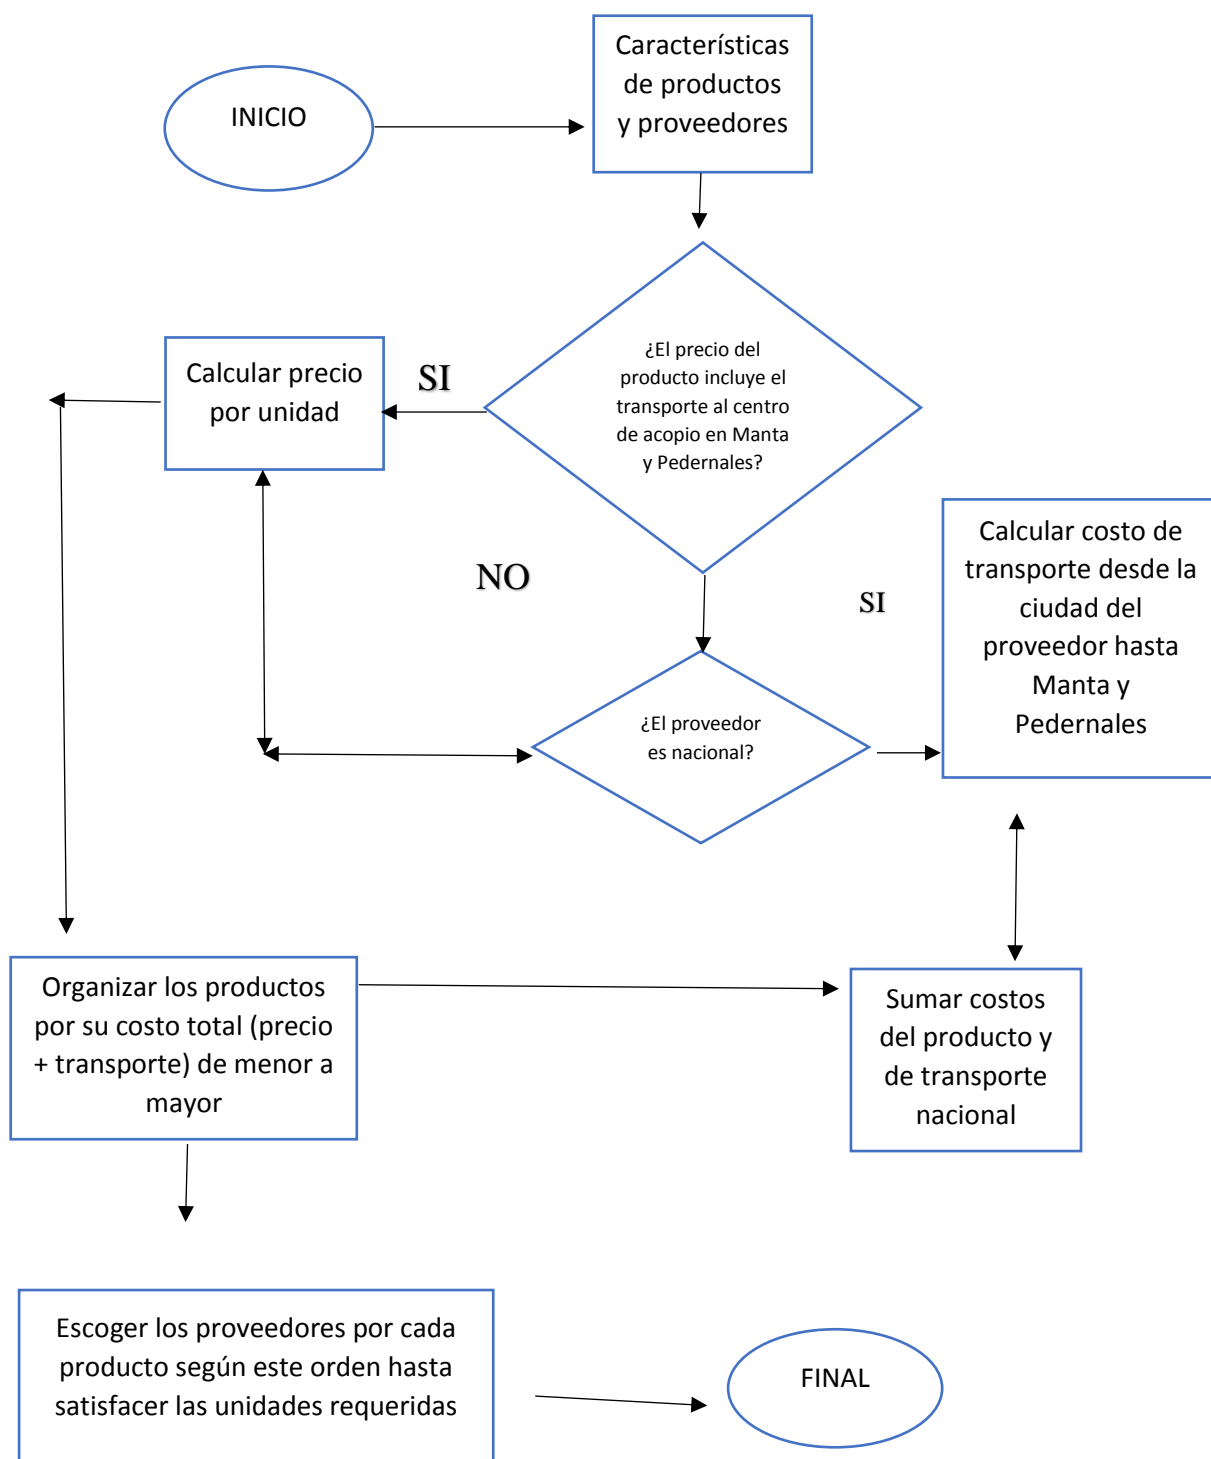 INICIO
Características
de productos
y proveedores
¿El precio del
producto incluye el
transporte al centro
de acopio en Manta
y Pedernales?
SI
Calcular precio
por unidad
NO
SI
Calcular costo de
transporte desde la
ciudad del
proveedor hasta
Manta y
Pedernales
¿El proveedor
es nacional?
Organizar los productos
por su costo total (precio
+ transporte) de menor a
mayor
Sumar costos
del producto y
de transporte
nacional
Escoger los proveedores por cada
producto según este orden hasta
satisfacer las unidades requeridas
FINAL